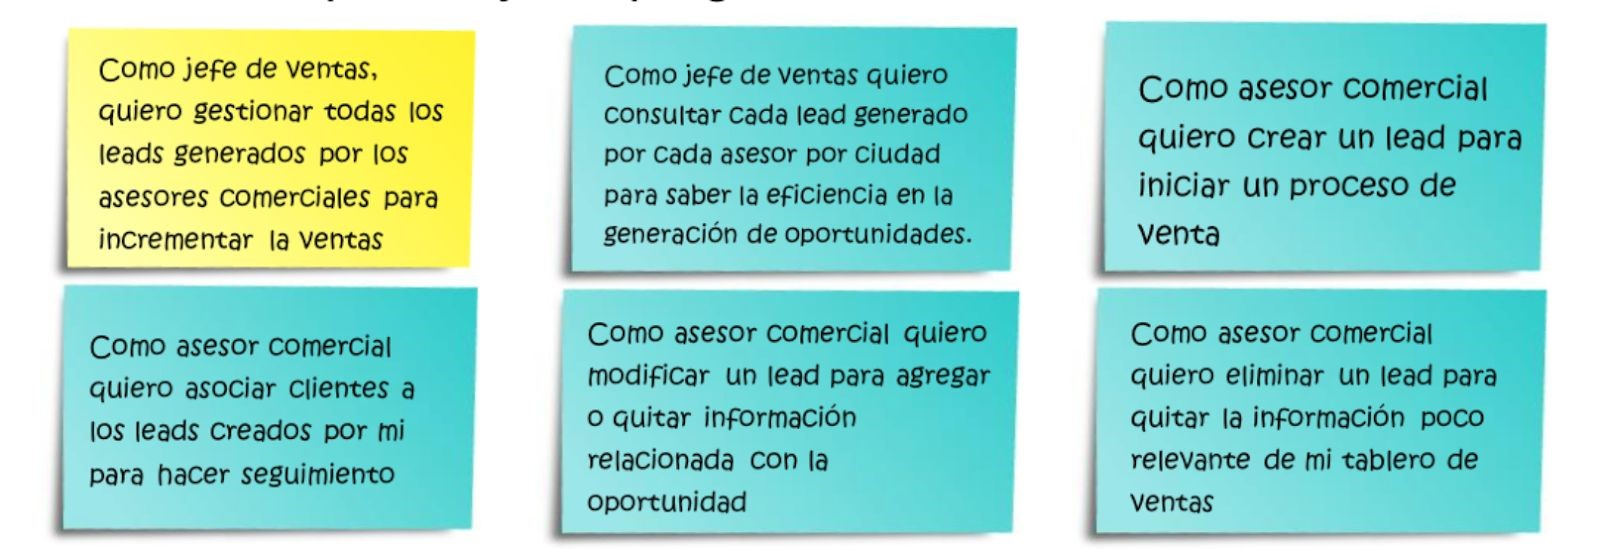 Como jefe de ventas,
quiero gestionar todas los
leads generados por los
asesores comerciales para
incrementar la ventas
Como jefe de ventas quiero
consultar cada lead generado
por cada asesor por ciudad
para saber la eficiencia en la
generación de oportunidades.
Como asesor comercial
quiero crear un lead para
iniciar un proceso de
venta
Como asesor comercial
quiero asociar clientes a
los leads creados por mi
para hacer seguimiento
Como asesor comercial quiero
modificar un lead para agregar
o quitar información
relacionada con la
oportunidad
Como asesor comercial
quiero eliminar un lead para
quitar la información poco
relevante de mi tablero de
ventas